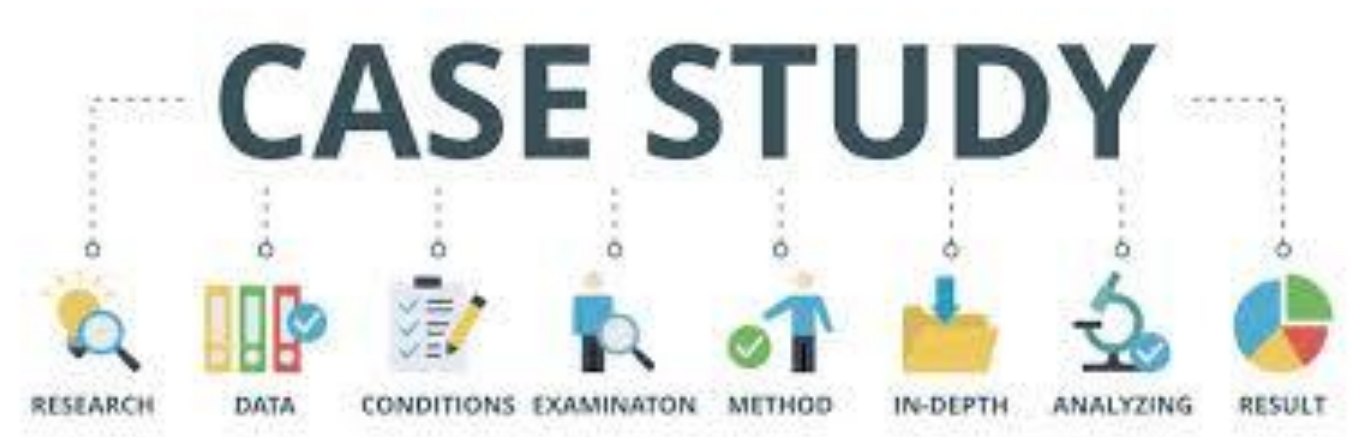 CASE STUDY
RESEARCH DATA CONDITIONS EXAMINATON METHOD IN-DEPTH ANALYZING RESULT